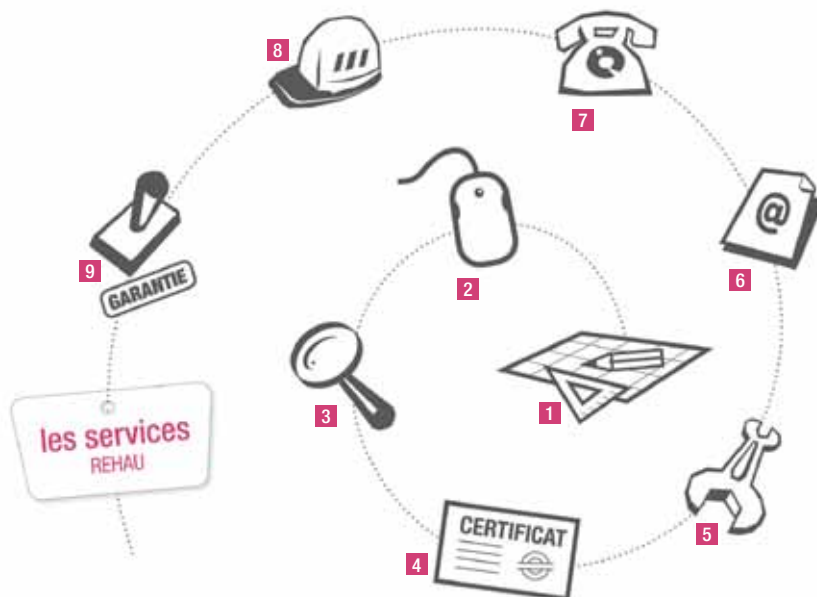 8
7
@
2
6
9
GARANTIE
3
1
les services
REHAU
CERTIFICAT
5
4